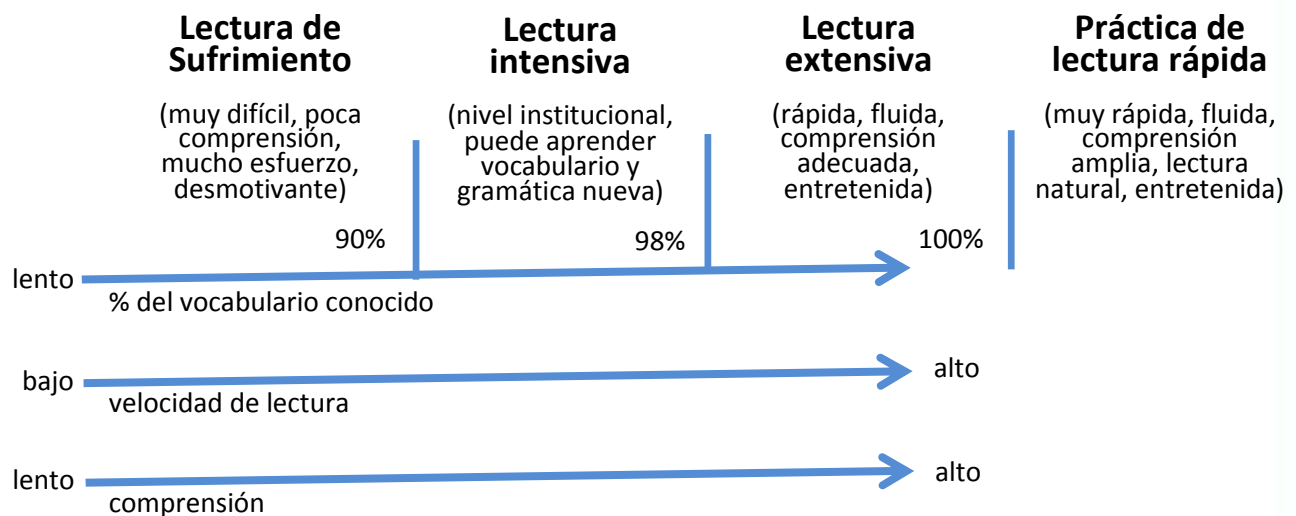 Lectura de
Sufrimiento
(muy difícil, poca
comprensión,
mucho esfuerzo,
desmotivante)
Lectura
intensiva
(nivel institucional,
puede aprender
vocabulario y
gramática nueva)
Lectura
extensiva
(rápida, fluida,
comprensión
adecuada,
entretenida)
Práctica de
lectura rápida
(muy rápida, fluida,
comprensión
amplia, lectura
natural, entretenida)
90%
98%
100%
lento
% del vocabulario conocido
bajo
alto
velocidad de lectura
lento
alto
comprensión